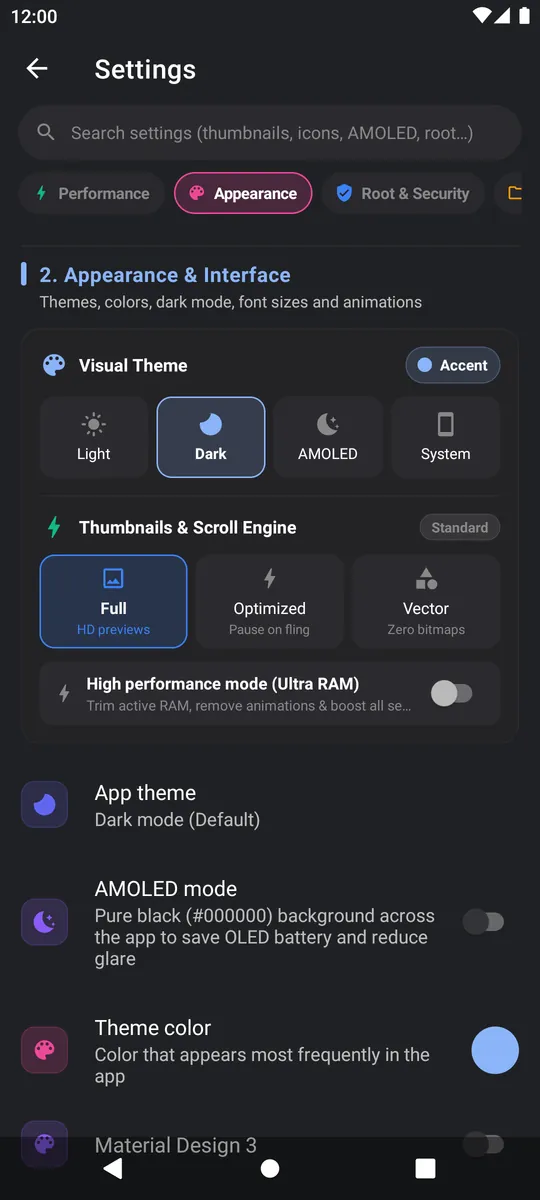 12:00
Settings
Search settings (thumbnails, icons, AMOLED, root...)
Performance
Appearance
Root & Security
2. Appearance & Interface
Themes, colors, dark mode, font sizes and animations
Visual Theme
Accent
Light
Dark
AMOLED
System
Thumbnails & Scroll Engine
Standard
Full
HD previews
Optimized
Pause on fling
Vector
Zero bitmaps
High performance mode (Ultra RAM)
Trim active RAM, remove animations & boost all se...
App theme
Dark mode (Default)
AMOLED mode
Pure black (#000000) background across
the app to save OLED battery and reduce
glare
Theme color
Color that appears most frequently in the
app
Material Design 3